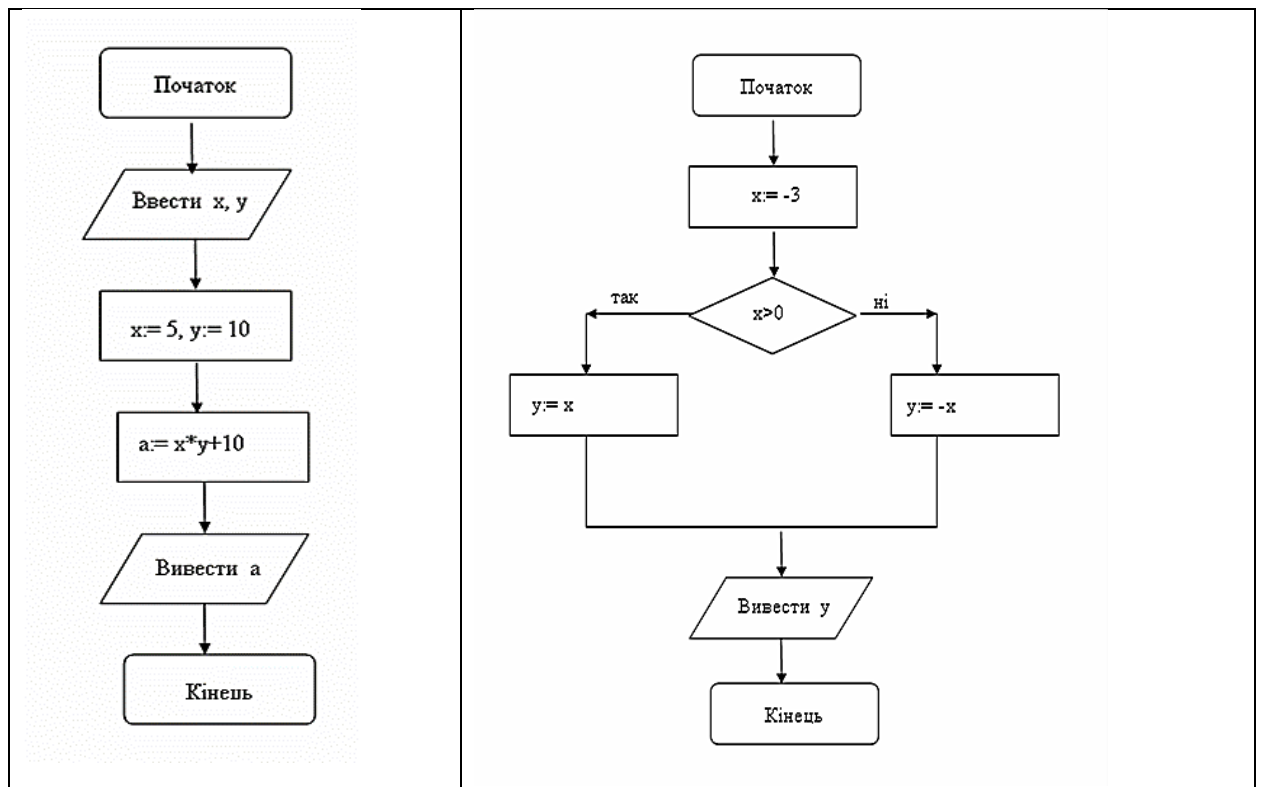 Початок
Ввести x, y
x:= 5, y:= 10
a:= x*y+10
Вивести a
Кінець
Початок
x:= -3
x>0
так
ні
y:= x
y:= -x
Вивести y
Кінець